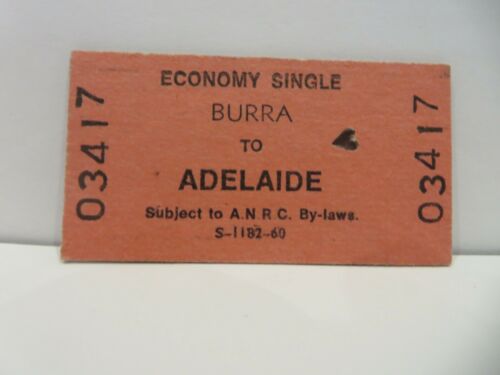 ECONOMY SINGLE
BURRA
TO
ADELAIDE
Subject to A.N.R.C. By-laws.
S-1182-60
03417
03417